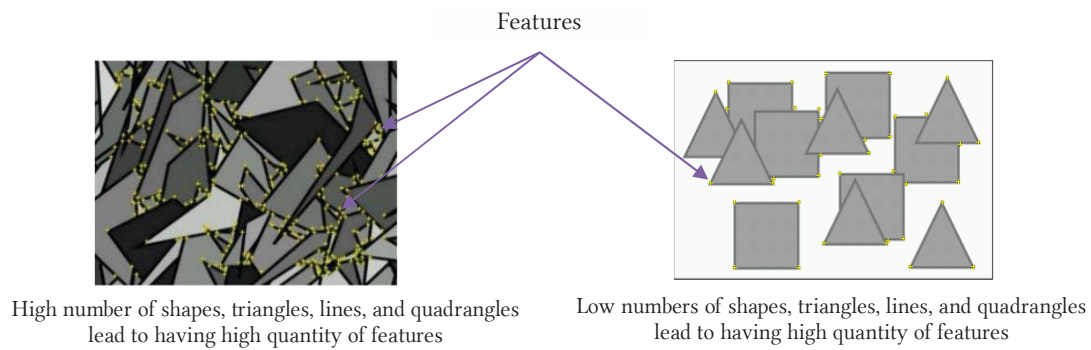 Features
High number of shapes, triangles, lines, and quadrangles
lead to having high quantity of features
Low numbers of shapes, triangles, lines, and quadrangles
lead to having high quantity of features